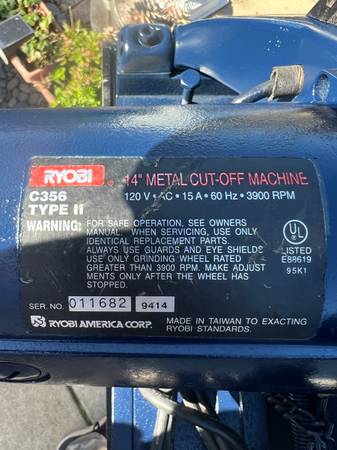 RYOBI® 14" METAL CUT-OFF MACHINE
C356 120 V • AC • 15 A • 60 Hz • 3900 RPM
TYPE II
WARNING: FOR SAFE OPERATION, SEE OWNERS
MANUAL. WHEN SERVICING, USE ONLY
IDENTICAL REPLACEMENT PARTS.
ALWAYS USE GUARDS AND EYE SHIELDS
USE ONLY GRINDING WHEEL RATED
GREATER THAN 3900 RPM. MAKE ADJUST
MENTS ONLY AFTER THE WHEEL HAS
STOPPED.
UL
LISTED
E88619
95K1
SER. NO. 011682 9414
RYOBI AMERICA CORP. MADE IN TAIWAN TO EXACTING
RYOBI STANDARDS.